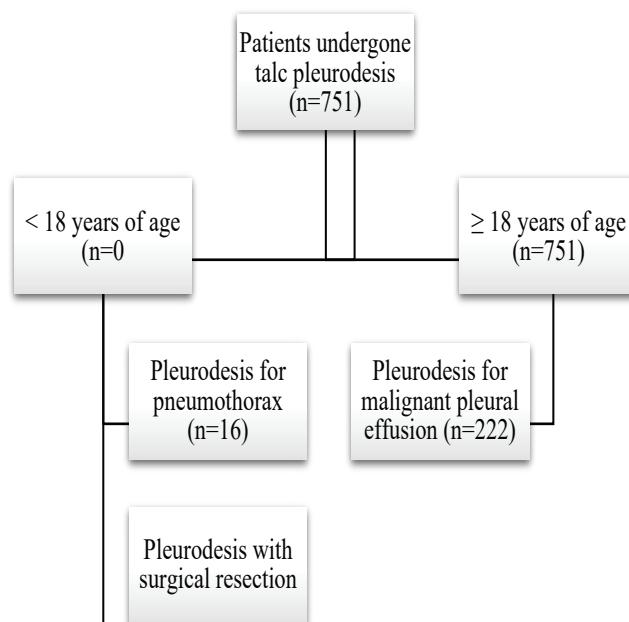 Patients undergone
talc pleurodesis
(n=751)
< 18 years of age
(n=0
≥ 18 years of age
(n=751)
Pleurodesis for
pneumothorax
(n=16)
Pleurodesis for
malignant pleural
effusion (n=222)
Pleurodesis with
surgical resection